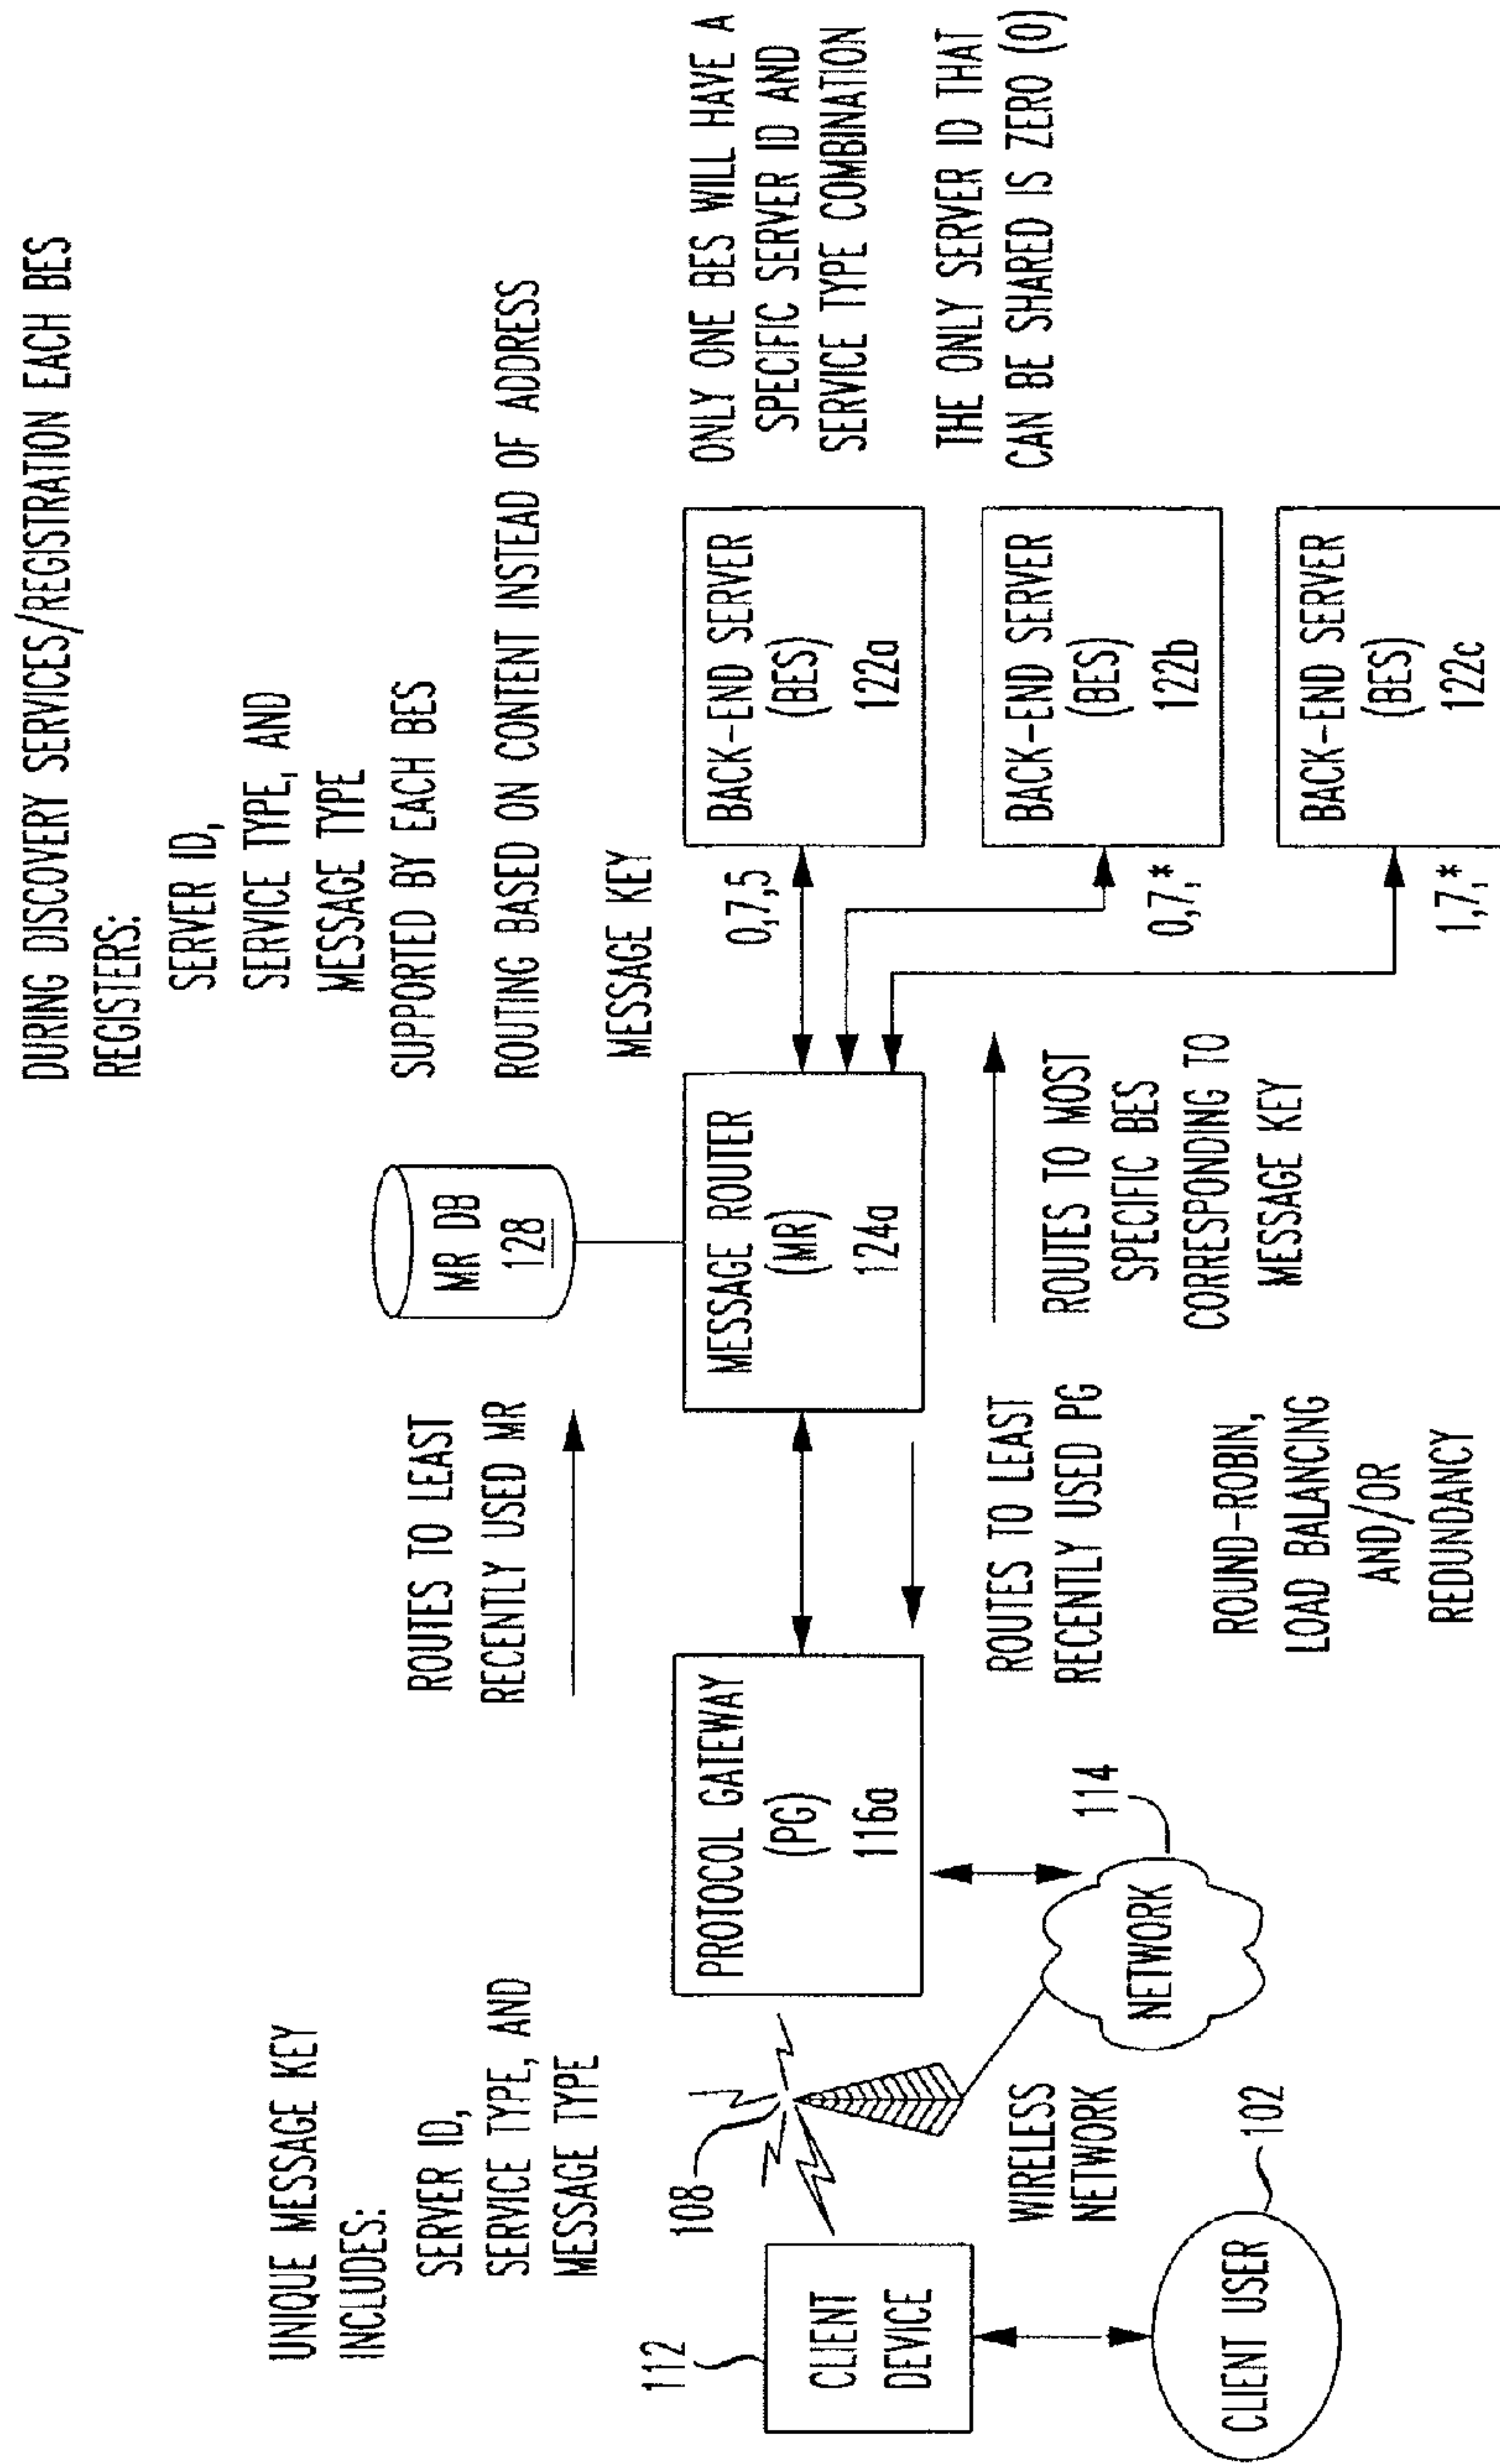 DURING DISCOVERY SERVICES/REGISTRATION EACH BES
REGISTERS:
SERVER ID,
SERVICE TYPE, AND
MESSAGE TYPE
SUPPORTED BY EACH BES
ROUTING BASED ON CONTENT INSTEAD OF ADDRESS
UNIQUE MESSAGE KEY
INCLUDES:
SERVER ID,
SERVICE TYPE, AND
MESSAGE TYPE
ROUTES TO LEAST
RECENTLY USED MR
MR DB
128
MESSAGE KEY
112
CLIENT
DEVICE
108
WIRELESS
NETWORK
CLIENT USER
102
PROTOCOL GATEWAY
(PG)
116a
NETWORK
114
MESSAGE ROUTER
(MR)
124a
ROUTES TO LEAST
RECENTLY USED PG
ROUND-ROBIN,
LOAD BALANCING
AND/OR
REDUNDANCY
ROUTES TO MOST
SPECIFIC BES
CORRESPONDING TO
MESSAGE KEY
0,7,5
BACK-END SERVER
(BES)
122a
0,7,*
BACK-END SERVER
(BES)
122b
1,7,*
BACK-END SERVER
(BES)
122c
ONLY ONE BES WILL HAVE A
SPECIFIC SERVER ID AND
SERVICE TYPE COMBINATION
THE ONLY SERVER ID THAT
CAN BE SHARED IS ZERO (0)